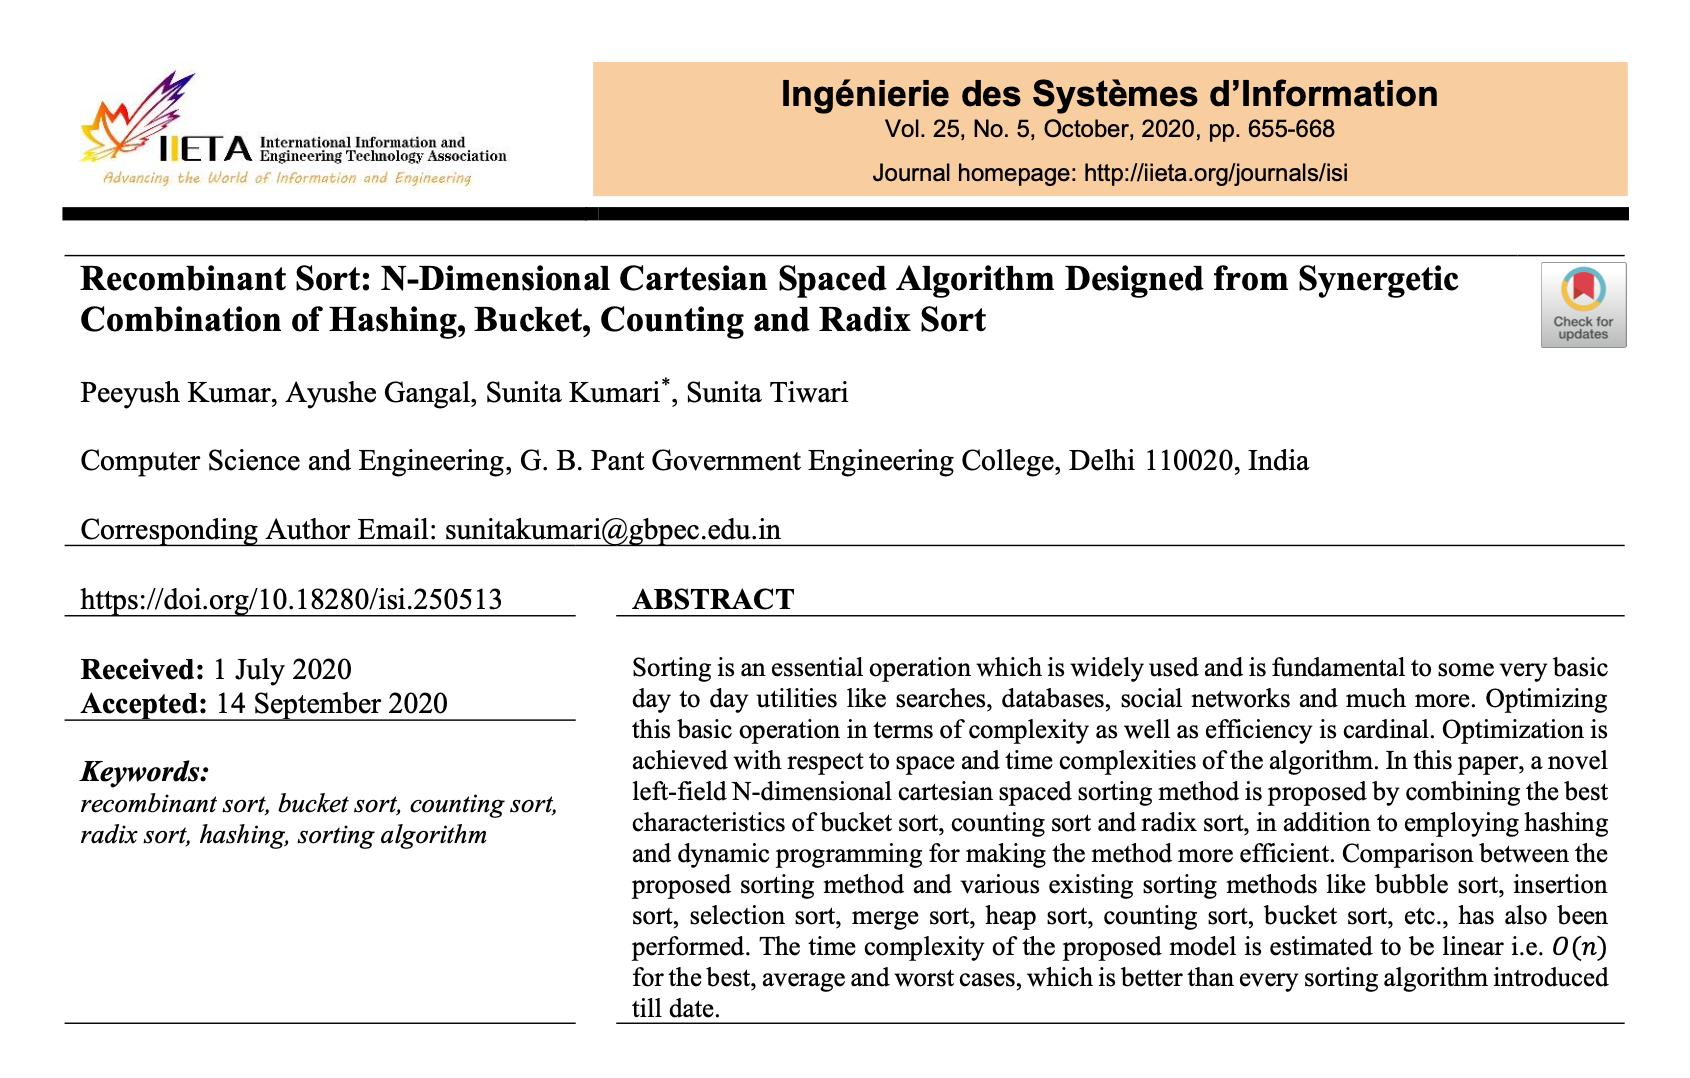 IIETA International Information and
Engineering Technology Association
Advancing the World of Information and Engineering
Ingénierie des Systèmes d’Information
Vol. 25, No. 5, October, 2020, pp. 655-668
Journal homepage: http://iieta.org/journals/isi
Recombinant Sort: N-Dimensional Cartesian Spaced Algorithm Designed from Synergetic
Combination of Hashing, Bucket, Counting and Radix Sort
Check for
updates
Peeyush Kumar, Ayushe Gangal, Sunita Kumari*, Sunita Tiwari
Computer Science and Engineering, G. B. Pant Government Engineering College, Delhi 110020, India
Corresponding Author Email: sunitakumari@gbpec.edu.in
https://doi.org/10.18280/isi.250513
Received: 1 July 2020
Accepted: 14 September 2020
Keywords:
recombinant sort, bucket sort, counting sort,
radix sort, hashing, sorting algorithm
ABSTRACT
Sorting is an essential operation which is widely used and is fundamental to some very basic
day to day utilities like searches, databases, social networks and much more. Optimizing
this basic operation in terms of complexity as well as efficiency is cardinal. Optimization is
achieved with respect to space and time complexities of the algorithm. In this paper, a novel
left-field N-dimensional cartesian spaced sorting method is proposed by combining the best
characteristics of bucket sort, counting sort and radix sort, in addition to employing hashing
and dynamic programming for making the method more efficient. Comparison between the
proposed sorting method and various existing sorting methods like bubble sort, insertion
sort, selection sort, merge sort, heap sort, counting sort, bucket sort, etc., has also been
performed. The time complexity of the proposed model is estimated to be linear i.e. O(n)
for the best, average and worst cases, which is better than every sorting algorithm introduced
till date.